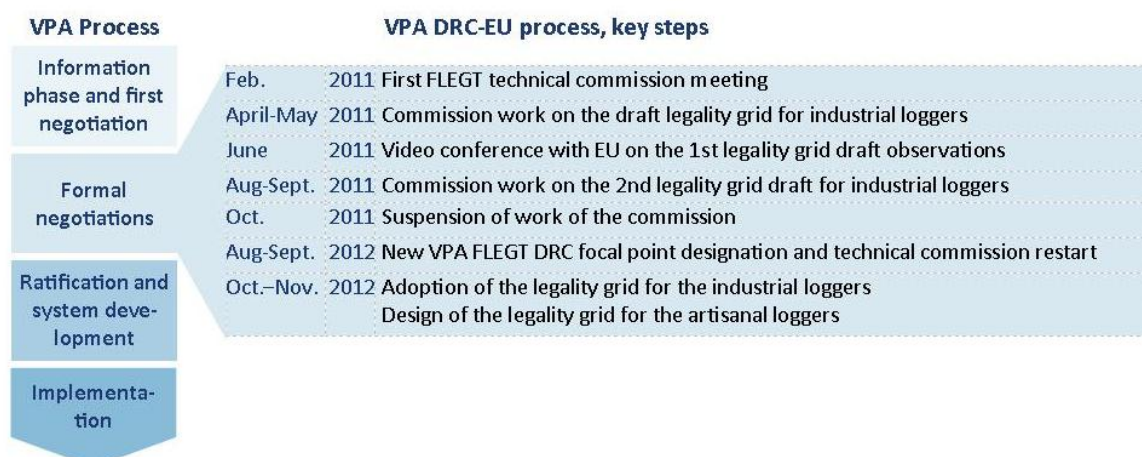 VPA Process
VPA DRC-EU process, key steps
Information
phase and first
negotiation
Formal
negotiations
Ratification and
system deve-
lopment
Implementa-
tion
Feb. 2011 First FLEGT technical commission meeting
April-May 2011 Commission work on the draft legality grid for industrial loggers
June 2011 Video conference with EU on the 1st legality grid draft observations
Aug-Sept. 2011 Commission work on the 2nd legality grid draft for industrial loggers
Oct. 2011 Suspension of work of the commission
Aug-Sept. 2012 New VPA FLEGT DRC focal point designation and technical commission restart
Oct.–Nov. 2012 Adoption of the legality grid for the industrial loggers
Design of the legality grid for the artisanal loggers